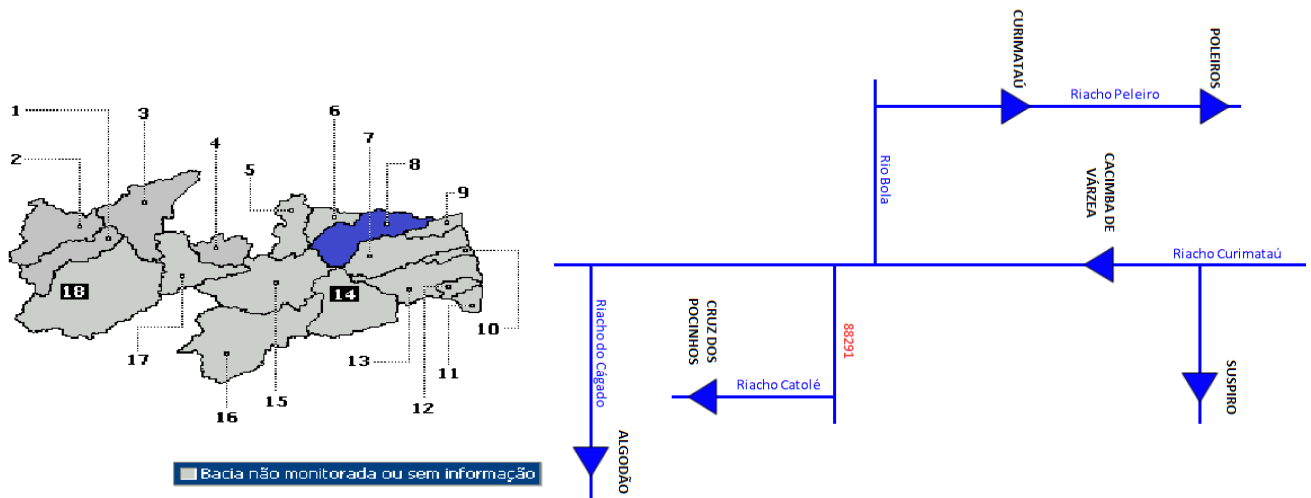 1
2
3
4
5
6
7
8
9
10
11
12
13
14
15
16
17
18
Bacia não monitorada ou sem informação
CURIMATAÚ
POLEIROS
Riacho Peleiro
Rio Bola
CACIMBA DE
VÁRZEA
Riacho Curimataú
Riacho do Cágado
CRUZ DOS
POCINHOS
88291
Riacho Catolé
SUSPIRO
ALGODÃO